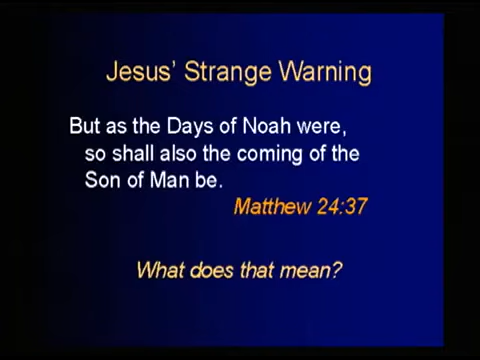 Jesus' Strange Warning
But as the Days of Noah were,
so shall also the coming of the
Son of Man be.
Matthew 24:37
What does that mean?